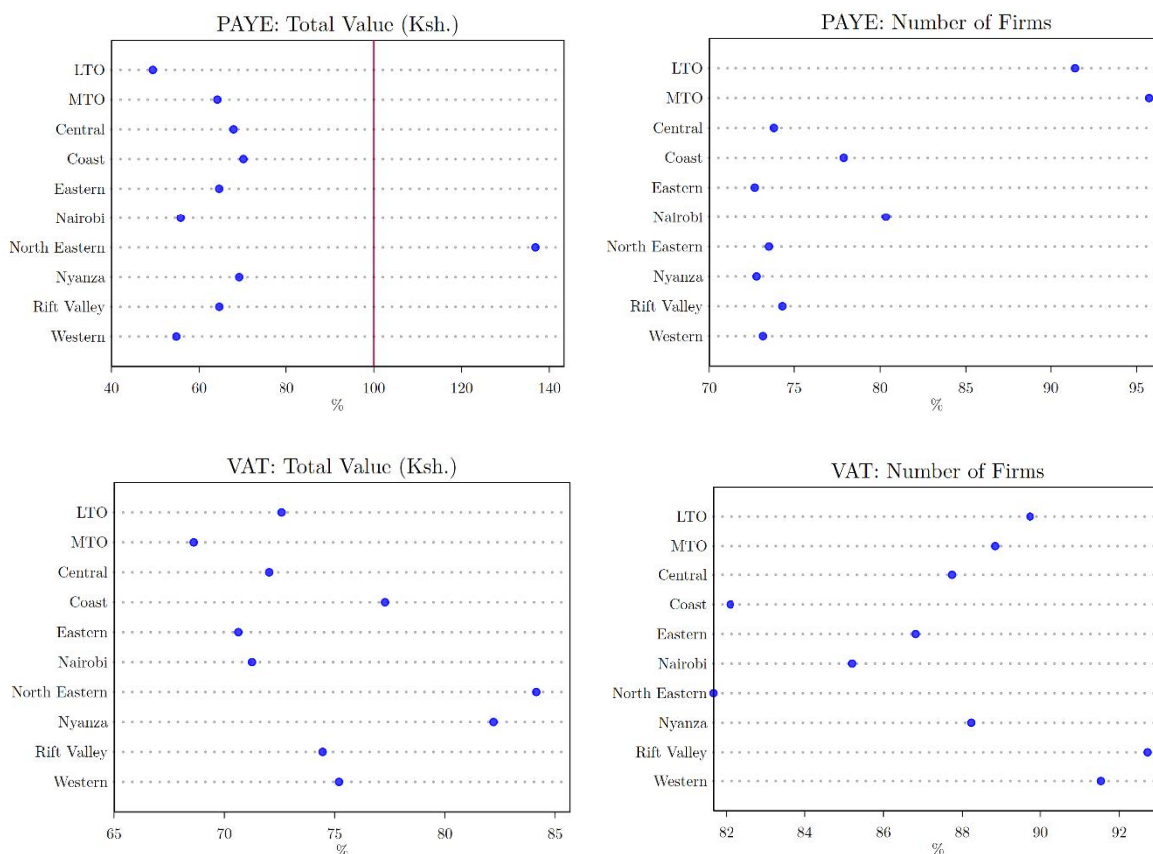 PAYE: Total Value (Ksh.)
LTO
MTO
Central
Coast
Eastern
Nairobi
North Eastern
Nyanza
Rift Valley
Western
40 60 80 100 120 140
%
PAYE: Number of Firms
LTO
MTO
Central
Coast
Eastern
Nairobi
North Eastern
Nyanza
Rift Valley
Western
70 75 80 85 90 95
%
VAT: Total Value (Ksh.)
LTO
MTO
Central
Coast
Eastern
Nairobi
North Eastern
Nyanza
Rift Valley
Western
65 70 75 80 85
%
VAT: Number of Firms
LTO
MTO
Central
Coast
Eastern
Nairobi
North Eastern
Nyanza
Rift Valley
Western
82 84 86 88 90 92
%